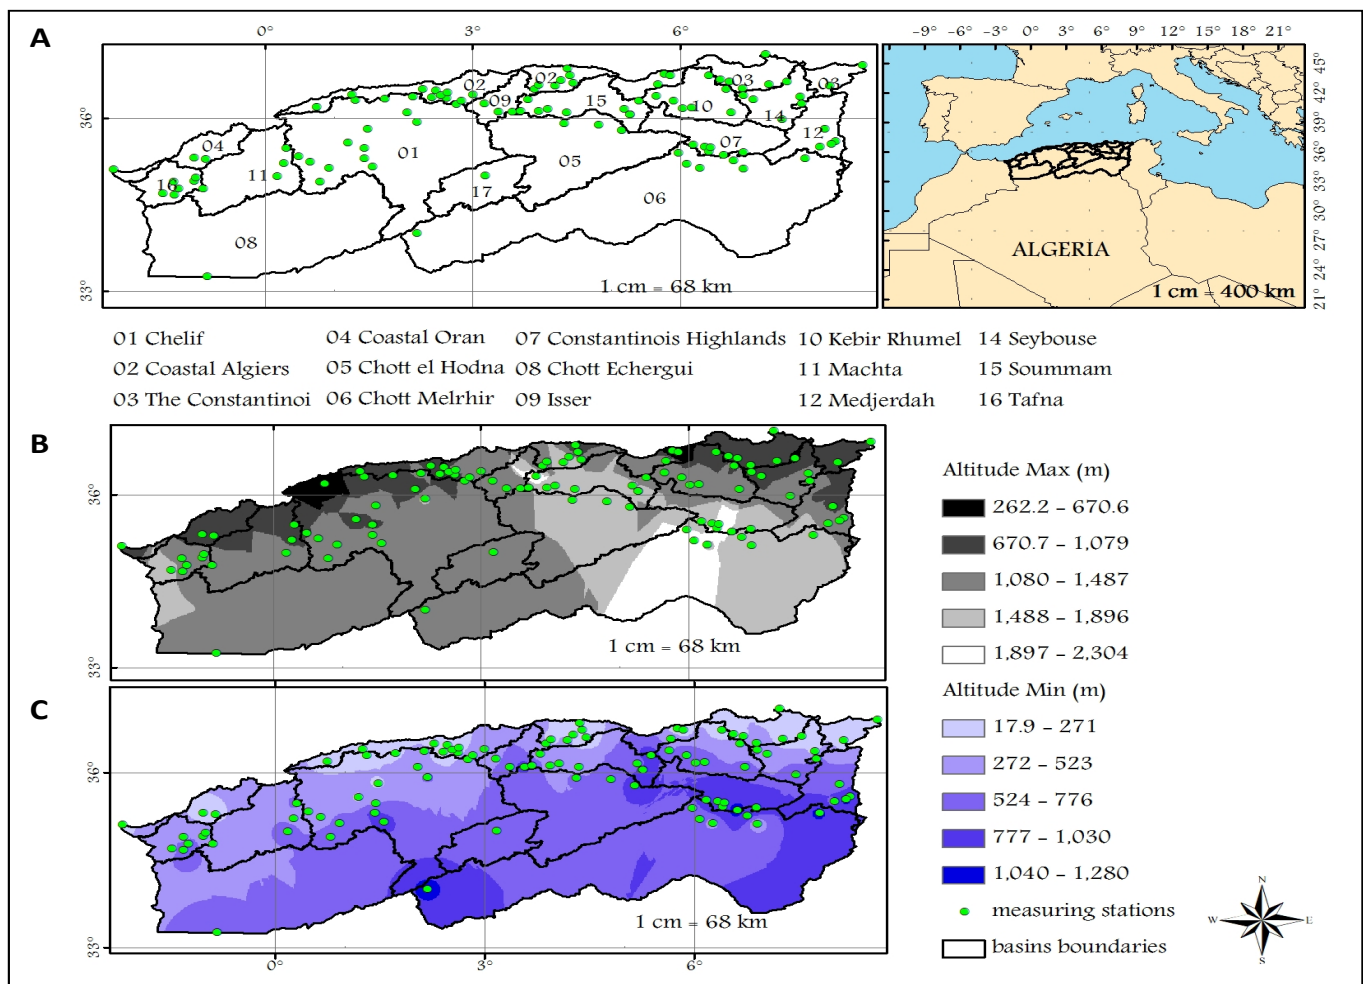 A
0° 3° 6°
-9° -6° -3° 0° 3° 6° 9° 12° 15° 18° 21°
36°
33°
02
02
03
03
09
15
10
14
12
04
01
07
05
16
11
17
06
08
1 cm = 68 km
45°
42°
39°
36°
33°
30°
27°
24°
21°
ALGERIA
1 cm = 400 km
01 Chelif
02 Coastal Algiers
03 The Constantinoi
04 Coastal Oran
05 Chott el Hodna
06 Chott Melrhir
07 Constantinois Highlands
08 Chott Echergui
09 Isser
10 Kebir Rhumel
11 Machta
12 Medjerdah
14 Seybouse
15 Soummam
16 Tafna
B
36°
33°
1 cm = 68 km
Altitude Max (m)
262.2 - 670.6
670.7 - 1,079
1,080 - 1,487
1,488 - 1,896
1,897 - 2,304
C
36°
33°
1 cm = 68 km
0° 3° 6°
Altitude Min (m)
17.9 - 271
272 - 523
524 - 776
777 - 1,030
1,040 - 1,280
measuring stations
basins boundaries
N
W E
S